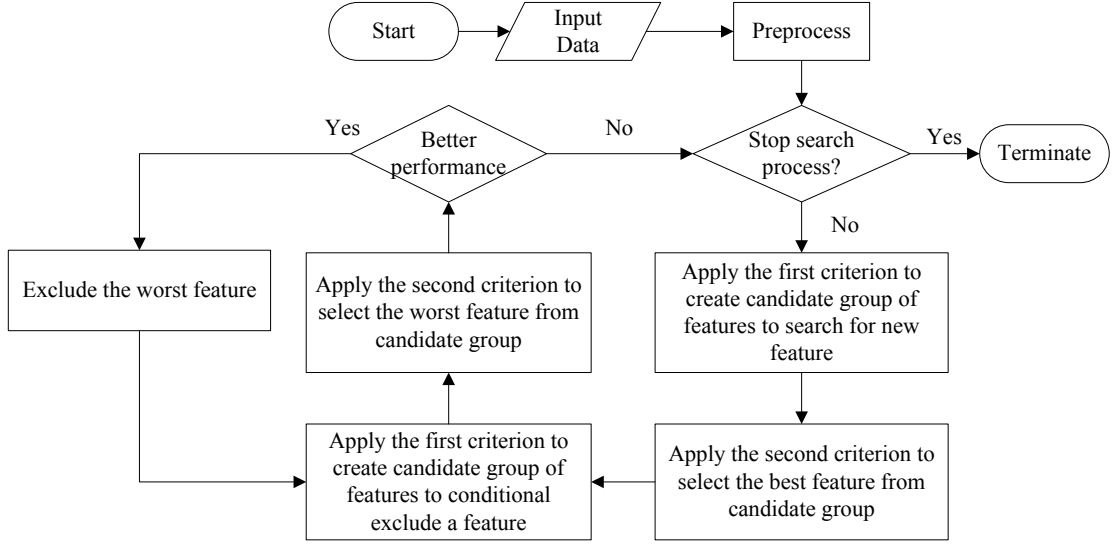 Start
Input
Data
Preprocess
Yes
Better
performance
No
Stop search
process?
Yes
Terminate
No
Exclude the worst feature
Apply the second criterion to
select the worst feature from
candidate group
Apply the first criterion to
create candidate group of
features to search for new
feature
Apply the first criterion to
create candidate group of
features to conditional
exclude a feature
Apply the second criterion to
select the best feature from
candidate group